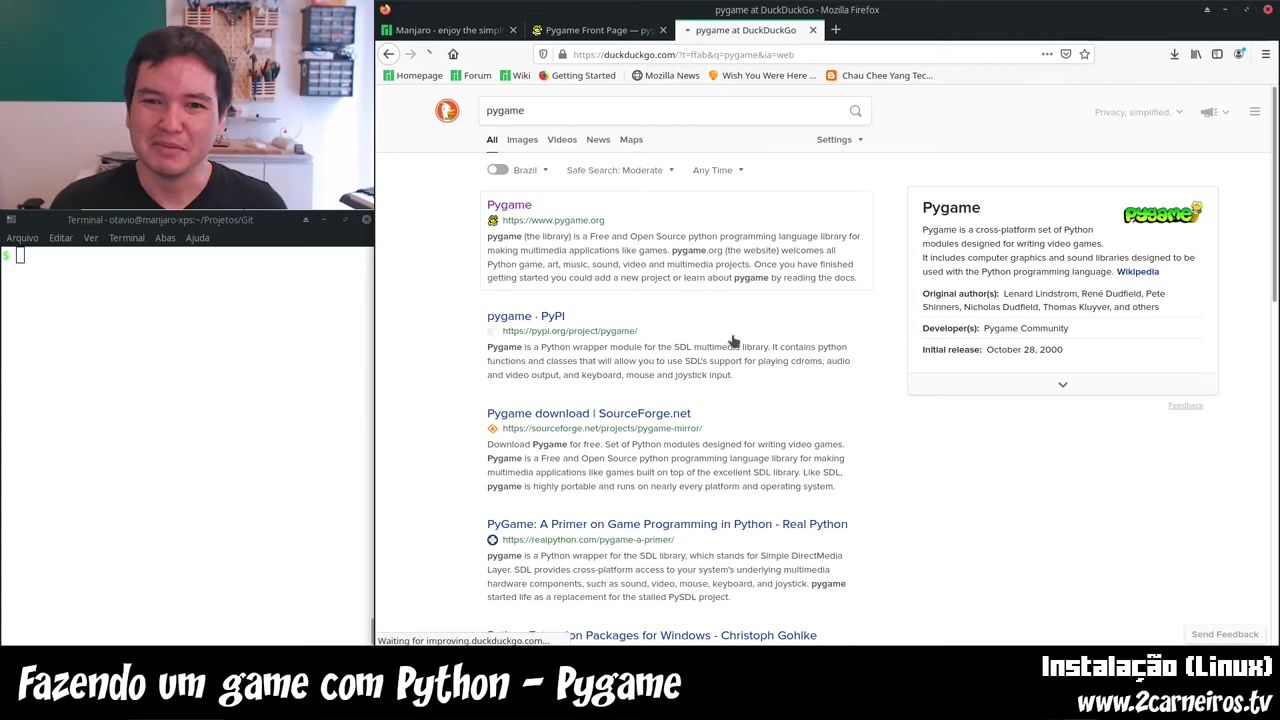 pygame at DuckDuckGo - Mozilla Firefox
Manjaro - enjoy the simpl
Pygame Front Page — pyg
pygame at DuckDuckGo
https://duckduckgo.com/?t=ffab&q=pygame&ia=web
Homepage
Forum
Wiki
Getting Started
Mozilla News
Wish You Were Here ...
Chau Chee Yang Tec...
pygame
Privacy, simplified.
All
Images
Videos
News
Maps
Settings
Brazil
Safe Search: Moderate
Any Time
Pygame
https://www.pygame.org
pygame (the library) is a Free and Open Source python programming language library for
making multimedia applications like games. pygame.org (the website) welcomes all
Python game, art, music, sound, video and multimedia projects. Once you have finished
getting started you could add a new project or learn about pygame by reading the docs.
pygame · PyPI
https://pypi.org/project/pygame/
Pygame is a Python wrapper module for the SDL multimedia library. It contains python
functions and classes that will allow you to use SDL's support for playing cdroms, audio
and video output, and keyboard, mouse and joystick input.
Pygame download | SourceForge.net
https://sourceforge.net/projects/pygame-mirror/
Download Pygame for free. Set of Python modules designed for writing video games.
Pygame is a Free and Open Source python programming language library for making
multimedia applications like games built on top of the excellent SDL library. Like SDL,
pygame is highly portable and runs on nearly every platform and operating system.
PyGame: A Primer on Game Programming in Python - Real Python
https://realpython.com/pygame-a-primer/
pygame is a Python wrapper for the SDL library, which stands for Simple DirectMedia
Layer. SDL provides cross-platform access to your system's underlying multimedia
hardware components, such as sound, video, mouse, keyboard, and joystick. pygame
started life as a replacement for the stalled PySDL project.
on Packages for Windows - Christoph Gohlke
Waiting for improving.duckduckgo.com...
Pygame
pygame
Pygame is a cross-platform set of Python
modules designed for writing video games.
It includes computer graphics and sound libraries designed to be
used with the Python programming language. Wikipedia
Original author(s): Lenard Lindstrom, René Dudfield, Pete
Shinners, Nicholas Dudfield, Thomas Kluyver, and others
Developer(s): Pygame Community
Initial release: October 28, 2000
Feedback
Send Feedback
Terminal - otavio@manjaro-xps:~/Projetos/Git
Arquivo
Editar
Ver
Terminal
Abas
Ajuda
$
Fazendo um game com Python - Pygame
Instalação (Linux)
www.2carneiros.tv